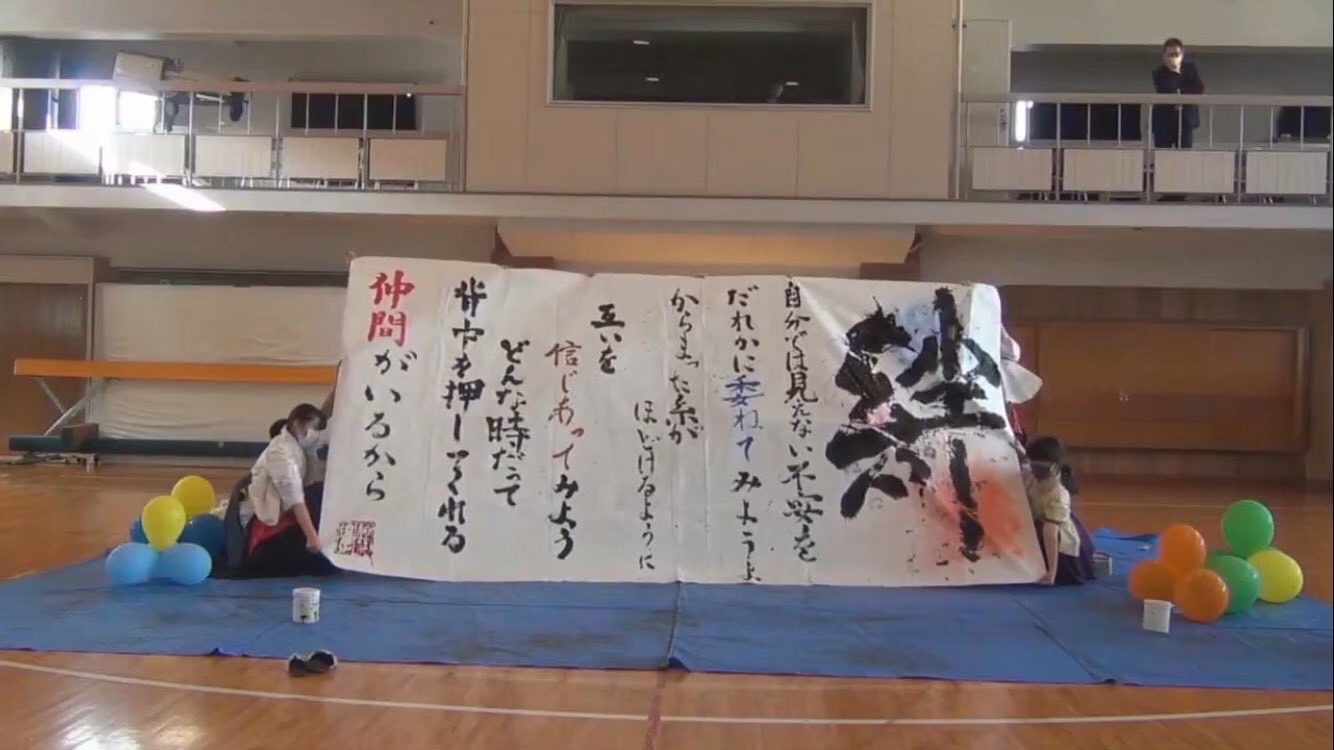 絆
自分では見えない不安を
だれかに委ねてみようよ
からまった糸が
ほどけるように
互いを
信じあってみよう
どんな時だって
背中を押してくれる
仲間がいるから